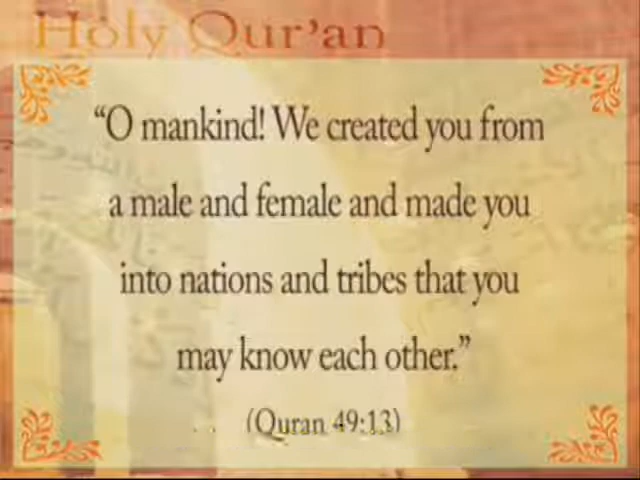 Holy Qur'an
“O mankind! We created you from
a male and female and made you
into nations and tribes that you
may know each other.”
(Quran 49:13)